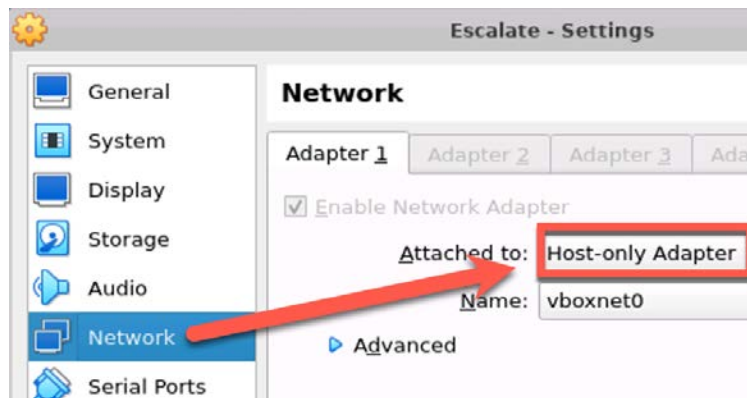 Escalate - Settings
General
System
Display
Storage
Audio
Network
Serial Ports
Network
Adapter 1
Adapter 2
Adapter 3
Ada
Enable Network Adapter
Attached to: Host-only Adapter
Name: vboxnet0
Advanced